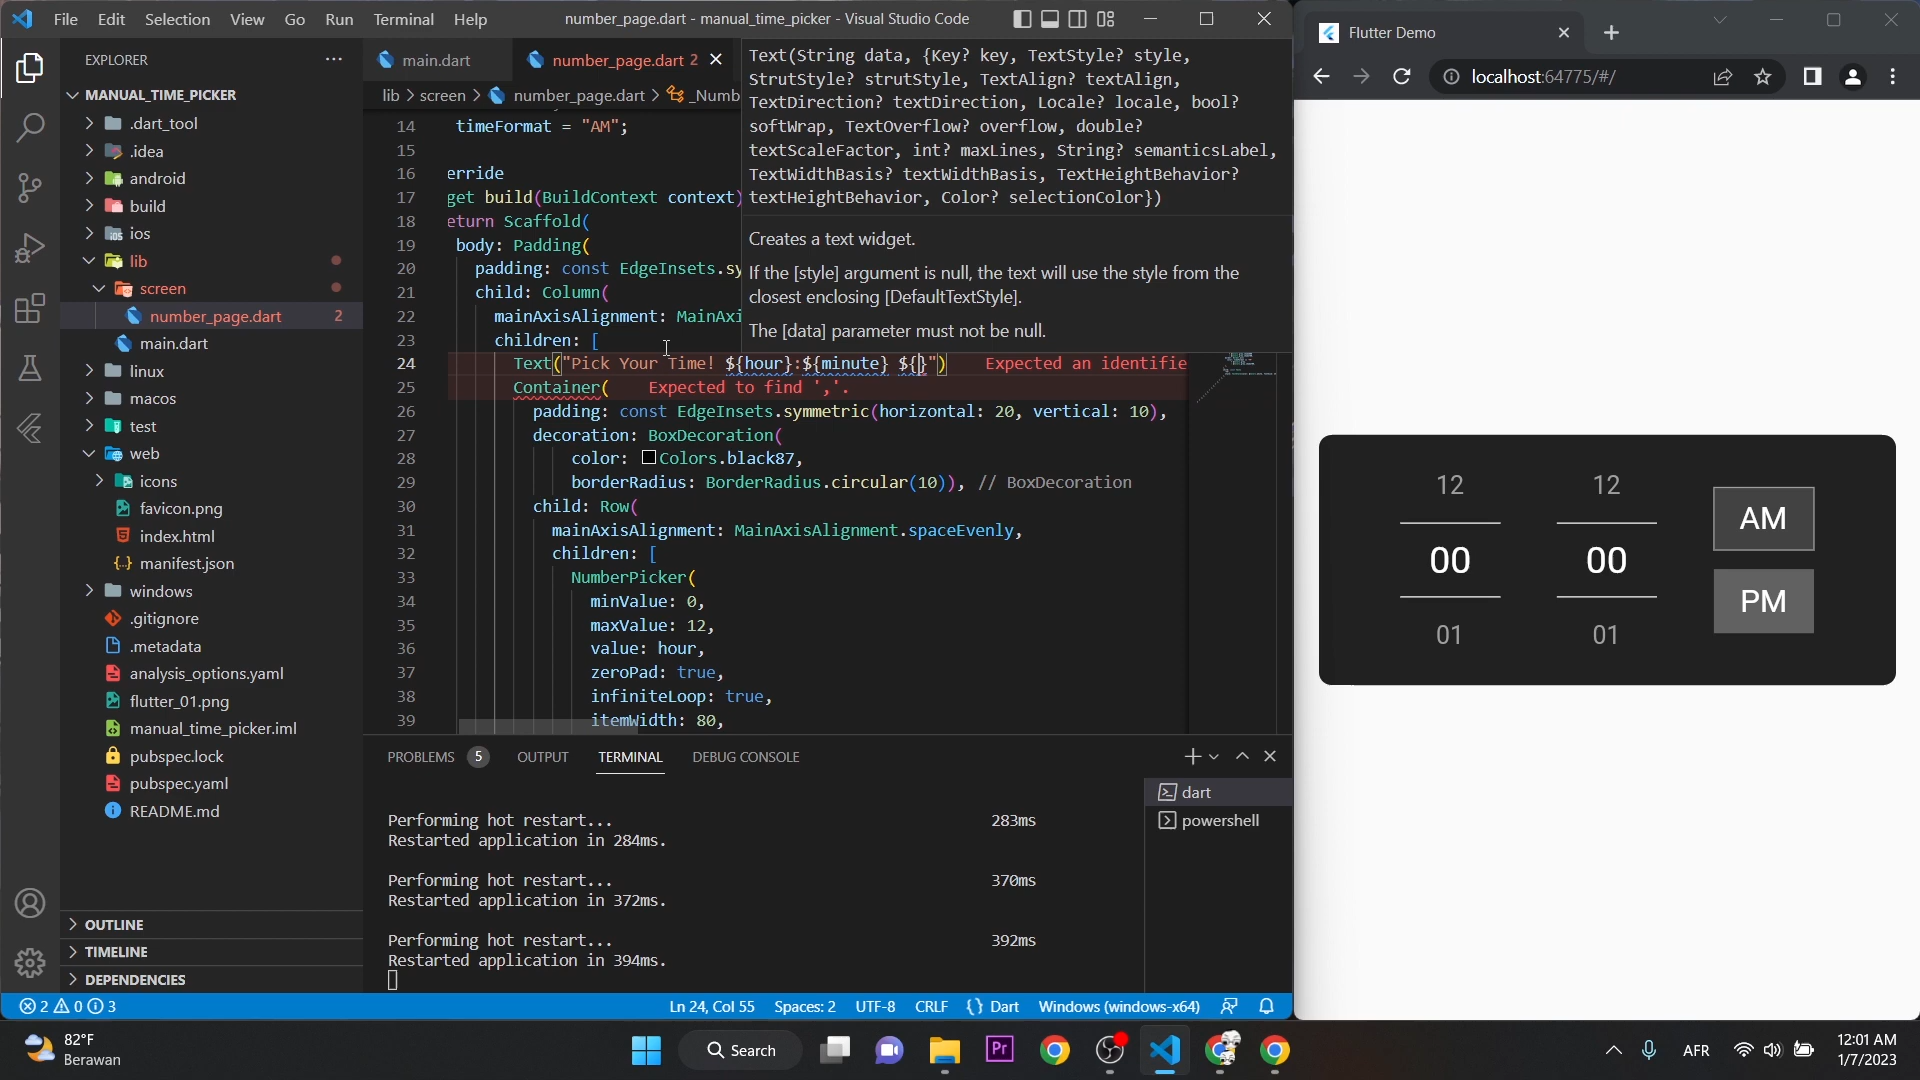 File Edit Selection View Go Run Terminal Help
number_page.dart - manual_time_picker - Visual Studio Code
EXPLORER
MANUAL_TIME_PICKER
.dart_tool
.idea
android
build
ios
lib
screen
number_page.dart 2
main.dart
linux
macos
test
web
icons
favicon.png
index.html
manifest.json
windows
.gitignore
.metadata
analysis_options.yaml
flutter_01.png
manual_time_picker.iml
pubspec.lock
pubspec.yaml
README.md
OUTLINE
TIMELINE
DEPENDENCIES
main.dart
number_page.dart 2
lib > screen > number_page.dart > _Numb
14 timeFormat = "AM";
15
16 erride
17 get build(BuildContext context)
18 eturn Scaffold(
19 body: Padding(
20 padding: const EdgeInsets.sy
21 child: Column(
22 mainAxisAlignment: MainAxi
23 children: [
24 Text("Pick Your Time! ${hour}:${minute} ${}") Expected an identifie
25 Container( Expected to find ','.
26 padding: const EdgeInsets.symmetric(horizontal: 20, vertical: 10),
27 decoration: BoxDecoration(
28 color: Colors.black87,
29 borderRadius: BorderRadius.circular(10)), // BoxDecoration
30 child: Row(
31 mainAxisAlignment: MainAxisAlignment.spaceEvenly,
32 children: [
33 NumberPicker(
34 minValue: 0,
35 maxValue: 12,
36 value: hour,
37 zeroPad: true,
38 infiniteLoop: true,
39 itemWidth: 80,
Text(String data, {Key? key, TextStyle? style,
StrutStyle? strutStyle, TextAlign? textAlign,
TextDirection? textDirection, Locale? locale, bool?
softWrap, TextOverflow? overflow, double?
textScaleFactor, int? maxLines, String? semanticsLabel,
TextWidthBasis? textWidthBasis, TextHeightBehavior?
textHeightBehavior, Color? selectionColor})
Creates a text widget.
If the [style] argument is null, the text will use the style from the
closest enclosing [DefaultTextStyle].
The [data] parameter must not be null.
PROBLEMS 5 OUTPUT TERMINAL DEBUG CONSOLE
dart
powershell
Performing hot restart... 283ms
Restarted application in 284ms.
Performing hot restart... 370ms
Restarted application in 372ms.
Performing hot restart... 392ms
Restarted application in 394ms.
2 0 3
Ln 24, Col 55 Spaces: 2 UTF-8 CRLF {} Dart Windows (windows-x64)
Flutter Demo
localhost:64775/#/
12 12
00 00
01 01
AM
PM
82°F
Berawan
Search
Pr
AFR
12:01 AM
1/7/2023